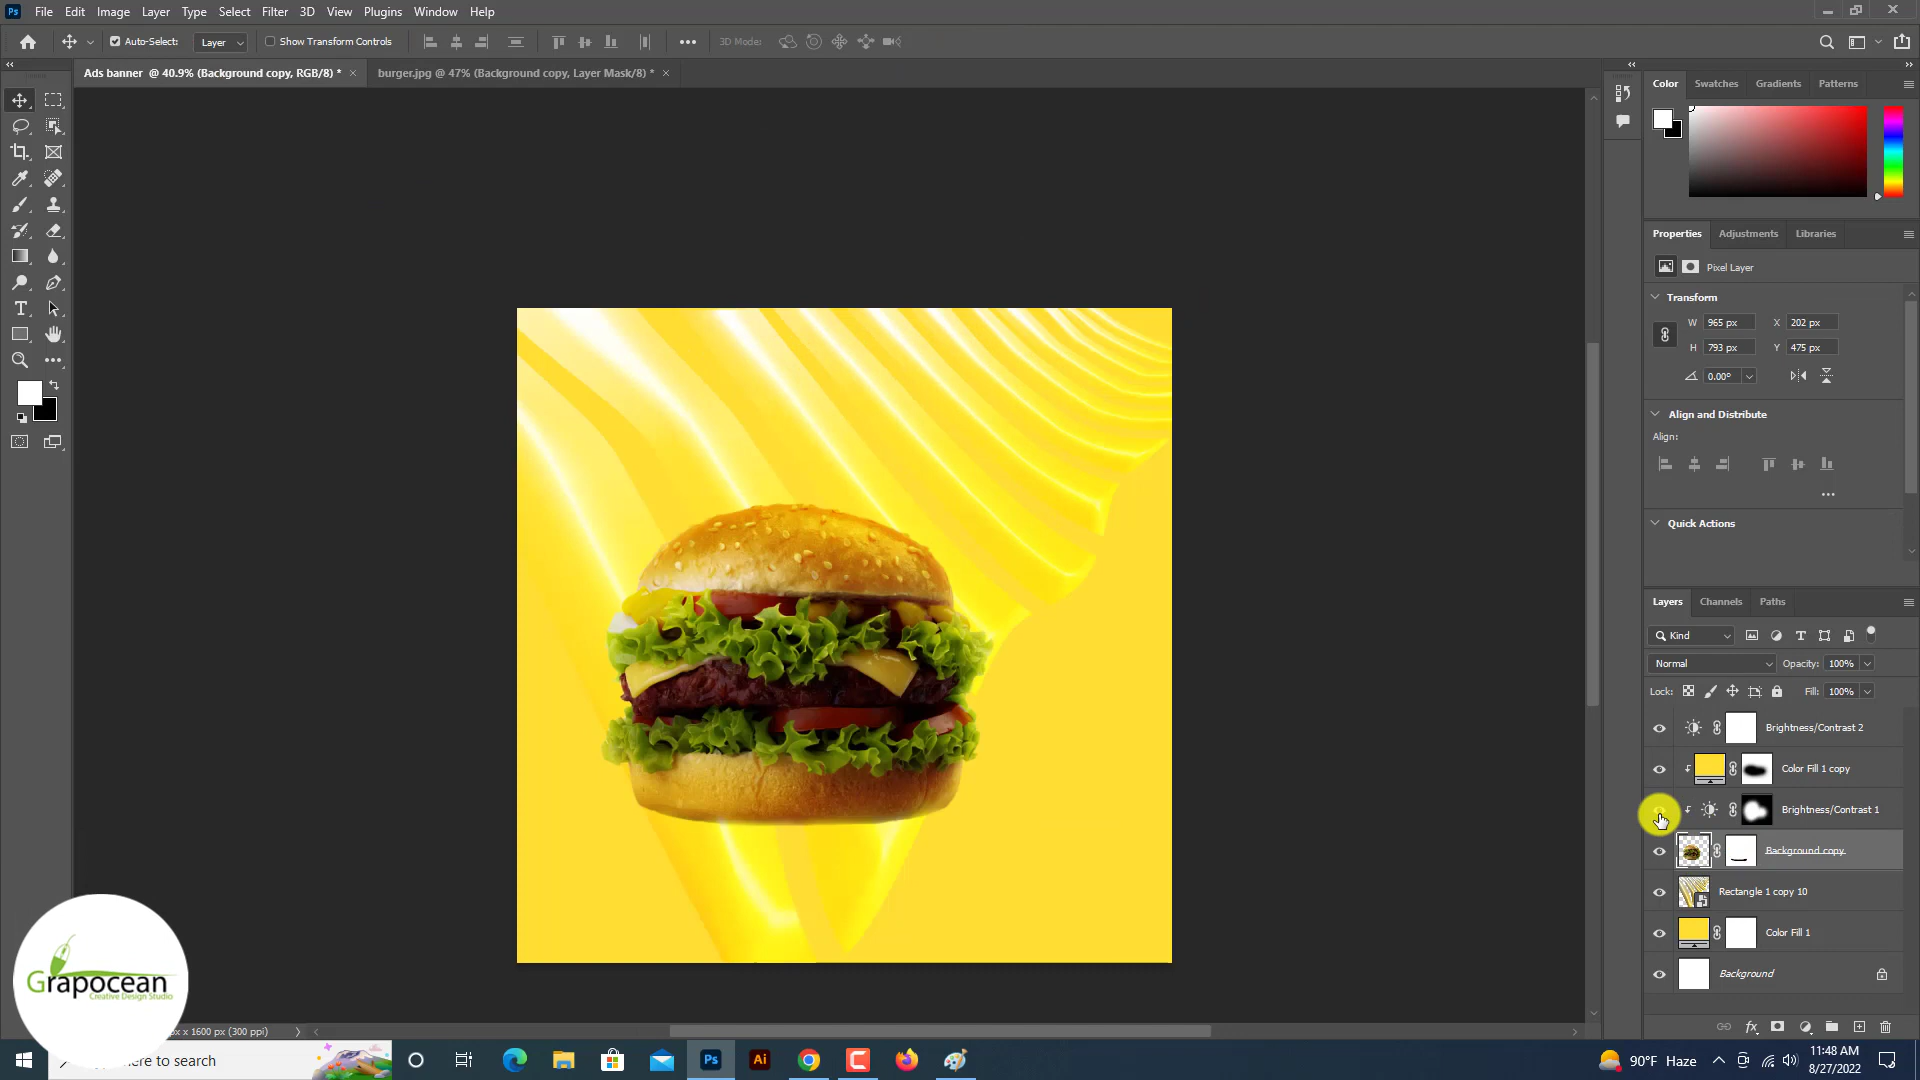 Ps File Edit Image Layer Type Select Filter 3D View Plugins Window Help
Auto-Select: Layer Show Transform Controls 3D Mode:
Ads banner @ 40.9% (Background copy, RGB/8) * × burger.jpg @ 47% (Background copy, Layer Mask/8) * ×
Color Swatches Gradients Patterns
Properties Adjustments Libraries
Pixel Layer
Transform
W 965 px X 202 px
H 793 px Y 475 px
0.00°
Align and Distribute
Align:
Quick Actions
Layers Channels Paths
Kind
Normal Opacity: 100%
Lock: Fill: 100%
Brightness/Contrast 2
Color Fill 1 copy
Brightness/Contrast 1
Background copy
Rectangle 1 copy 10
Color Fill 1
Background
Grapocean
Creative Design Studio
px x 1600 px (300 ppi)
here to search
Ps Ai
90°F Haze
11:48 AM
8/27/2022